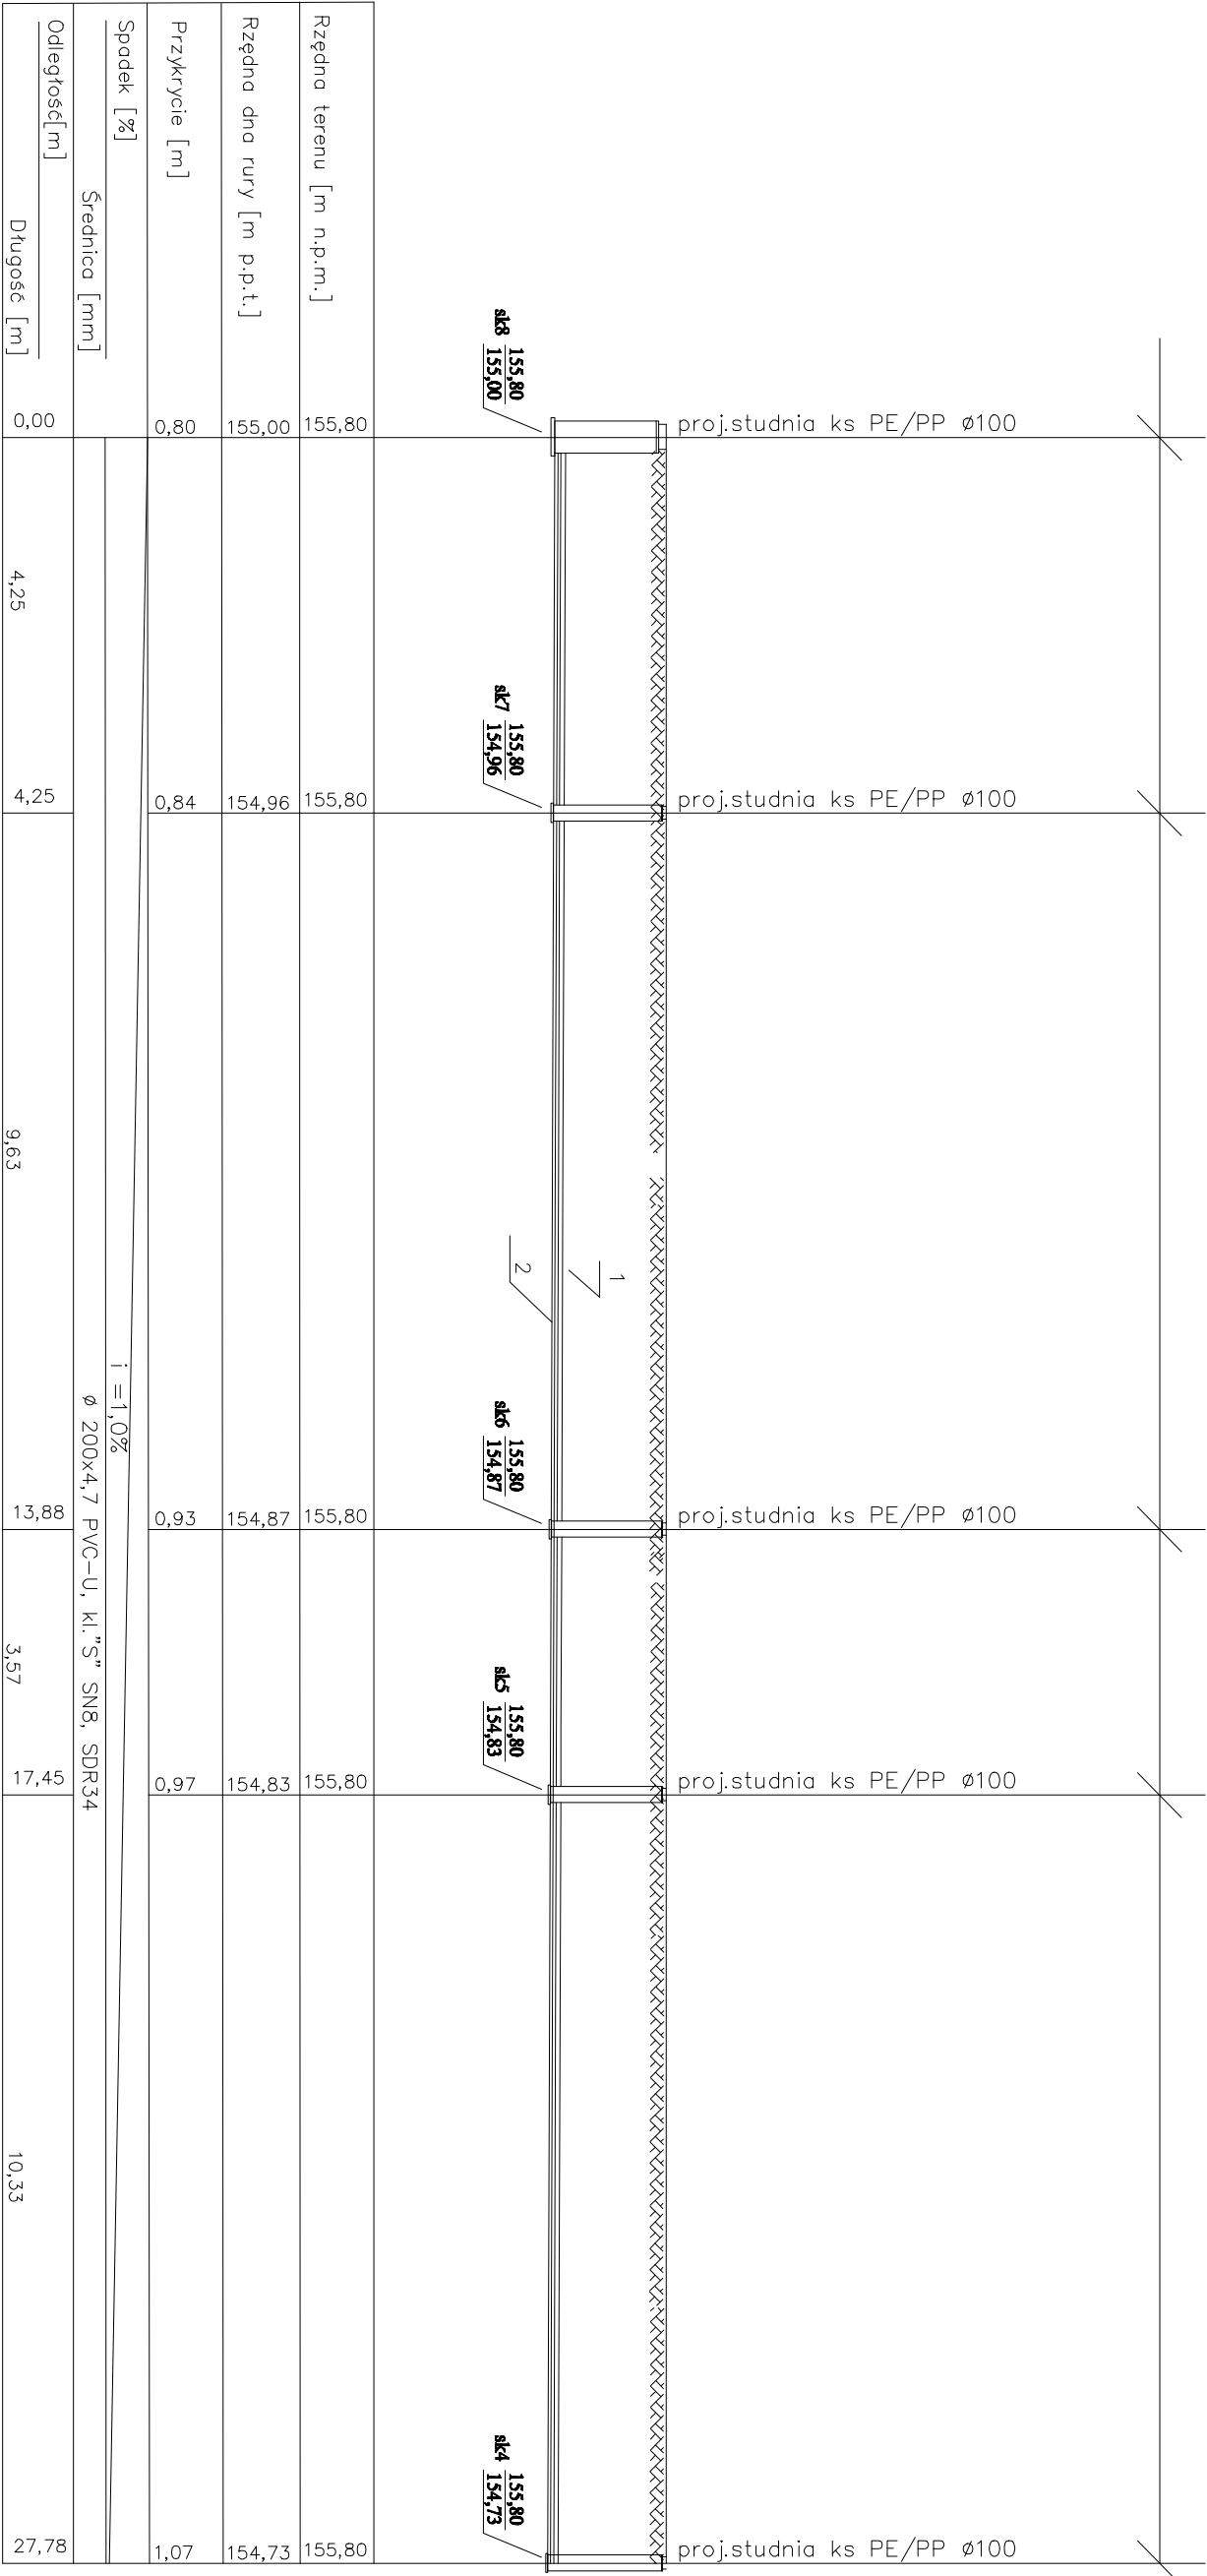 proj.studnia ks PE/PP ø100
proj.studnia ks PE/PP ø100
proj.studnia ks PE/PP ø100
proj.studnia ks PE/PP ø100
proj.studnia ks PE/PP ø100
1
2
sk8 155,80
155,00
sk7 155,80
154,96
sk6 155,80
154,87
sk5 155,80
154,83
sk4 155,80
154,73
Rzędna terenu [m n.p.m.]
155,80 155,80 155,80 155,80 155,80
Rzędna dna rury [m p.p.t.]
155,00 154,96 154,87 154,83 154,73
Przykrycie [m]
0,80 0,84 0,93 0,97 1,07
Spadek [%]
i =1,0%
Średnica [mm]
ø 200x4,7 PVC-U, kl."S" SN8, SDR34
Odległość[m]
0,00 4,25 13,88 17,45 27,78
Długość [m]
4,25 9,63 3,57 10,33